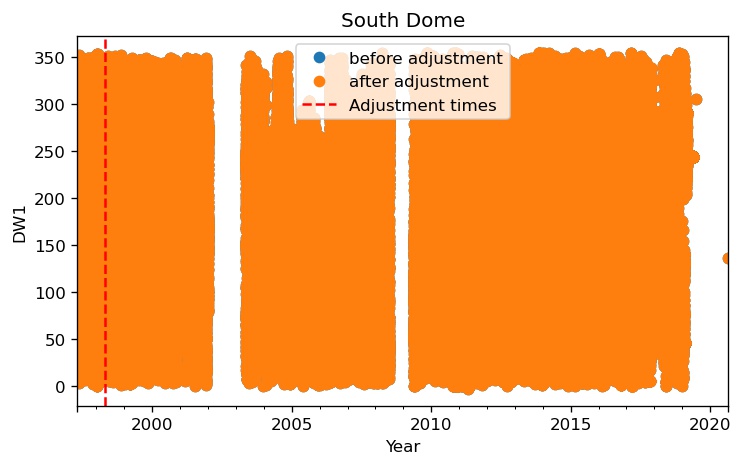 South Dome
before adjustment
after adjustment
Adjustment times
DW1
350
300
250
200
150
100
50
0
2000 2005 2010 2015 2020
Year